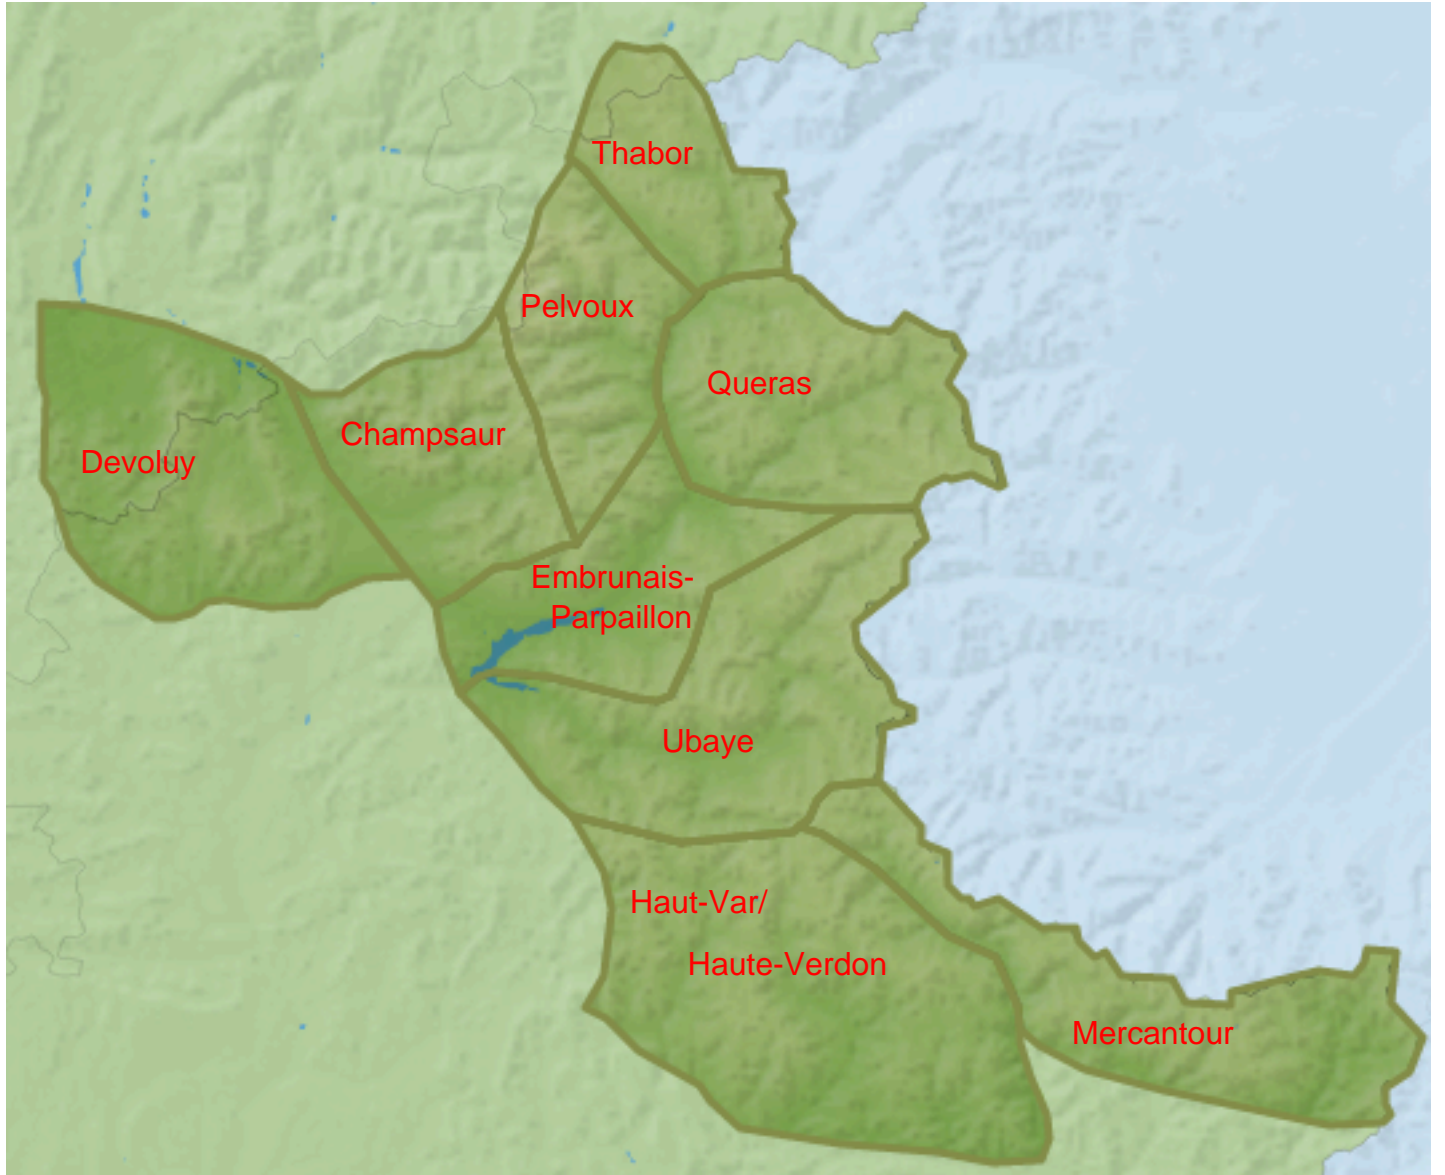 Thabor
Pelvoux
Queras
Champsaur
Devoluy
Embrunais-
Parpaillon
Ubaye
Haut-Var/
Haute-Verdon
Mercantour